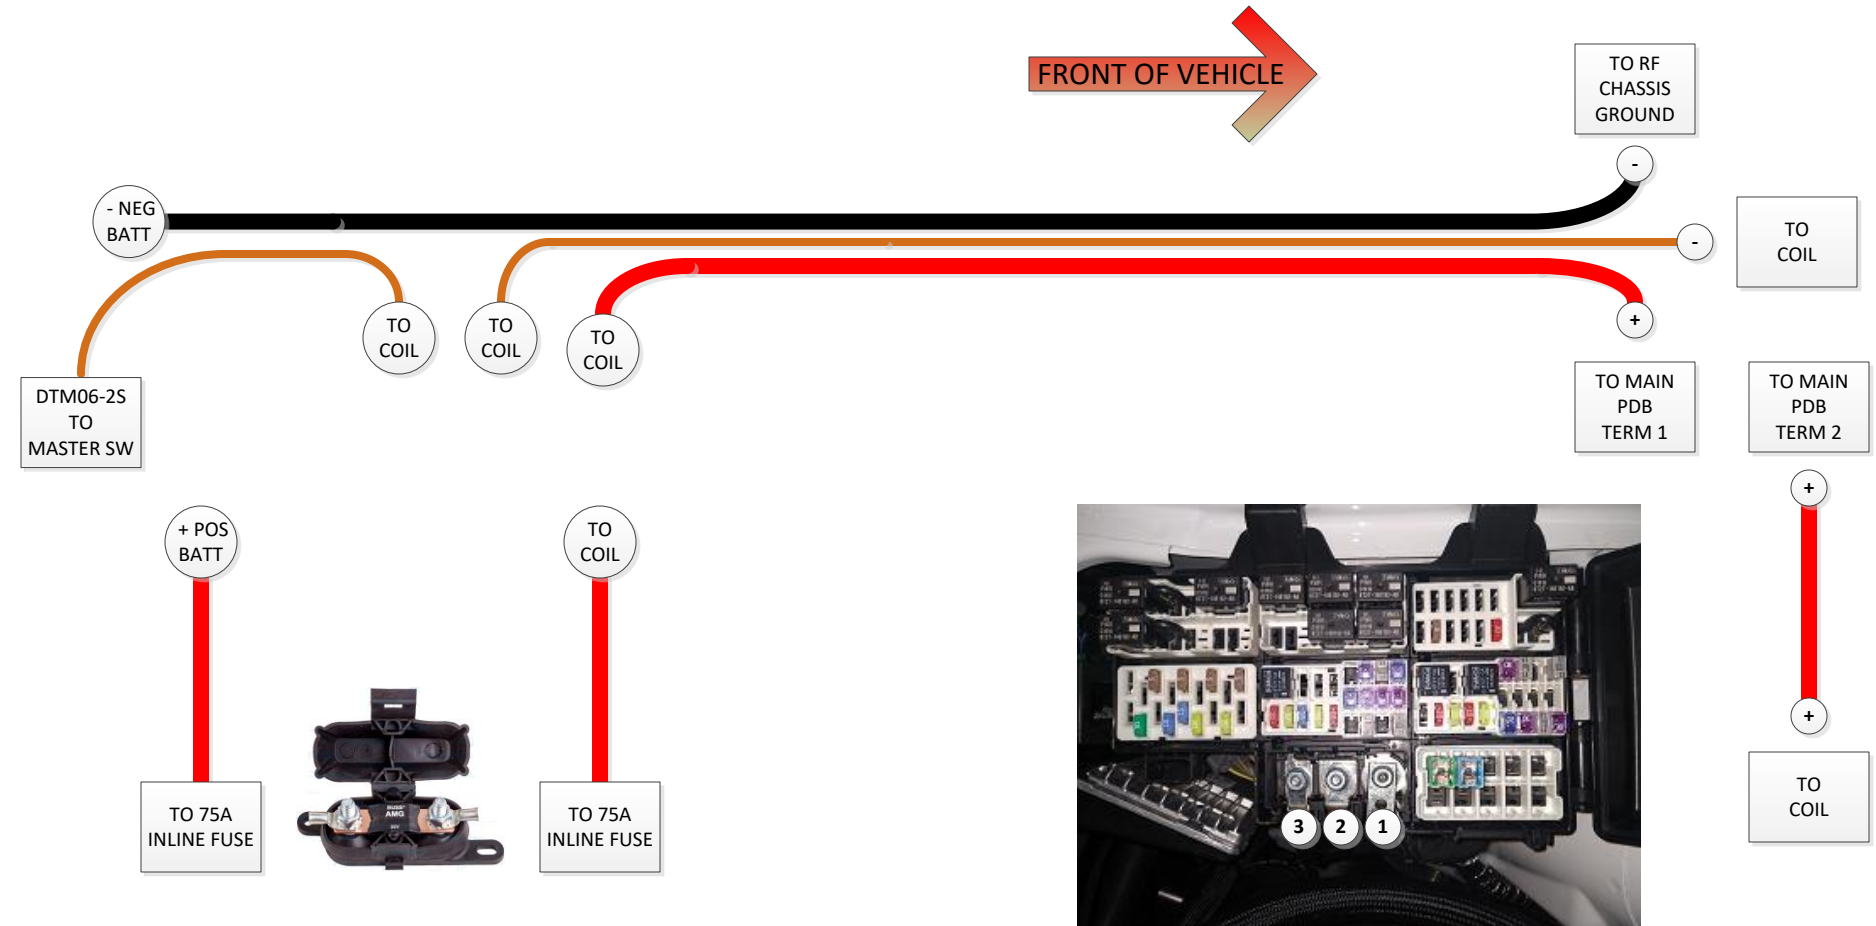 FRONT OF VEHICLE
TO RF
CHASSIS
GROUND
-
- NEG
BATT
-
TO
COIL
TO
COIL
TO
COIL
TO
COIL
+
DTM06-2S
TO
MASTER SW
TO MAIN
PDB
TERM 1
TO MAIN
PDB
TERM 2
+
+ POS
BATT
TO
COIL
+
TO 75A
INLINE FUSE
BUSS
AMG
TO 75A
INLINE FUSE
3
2
1
TO
COIL